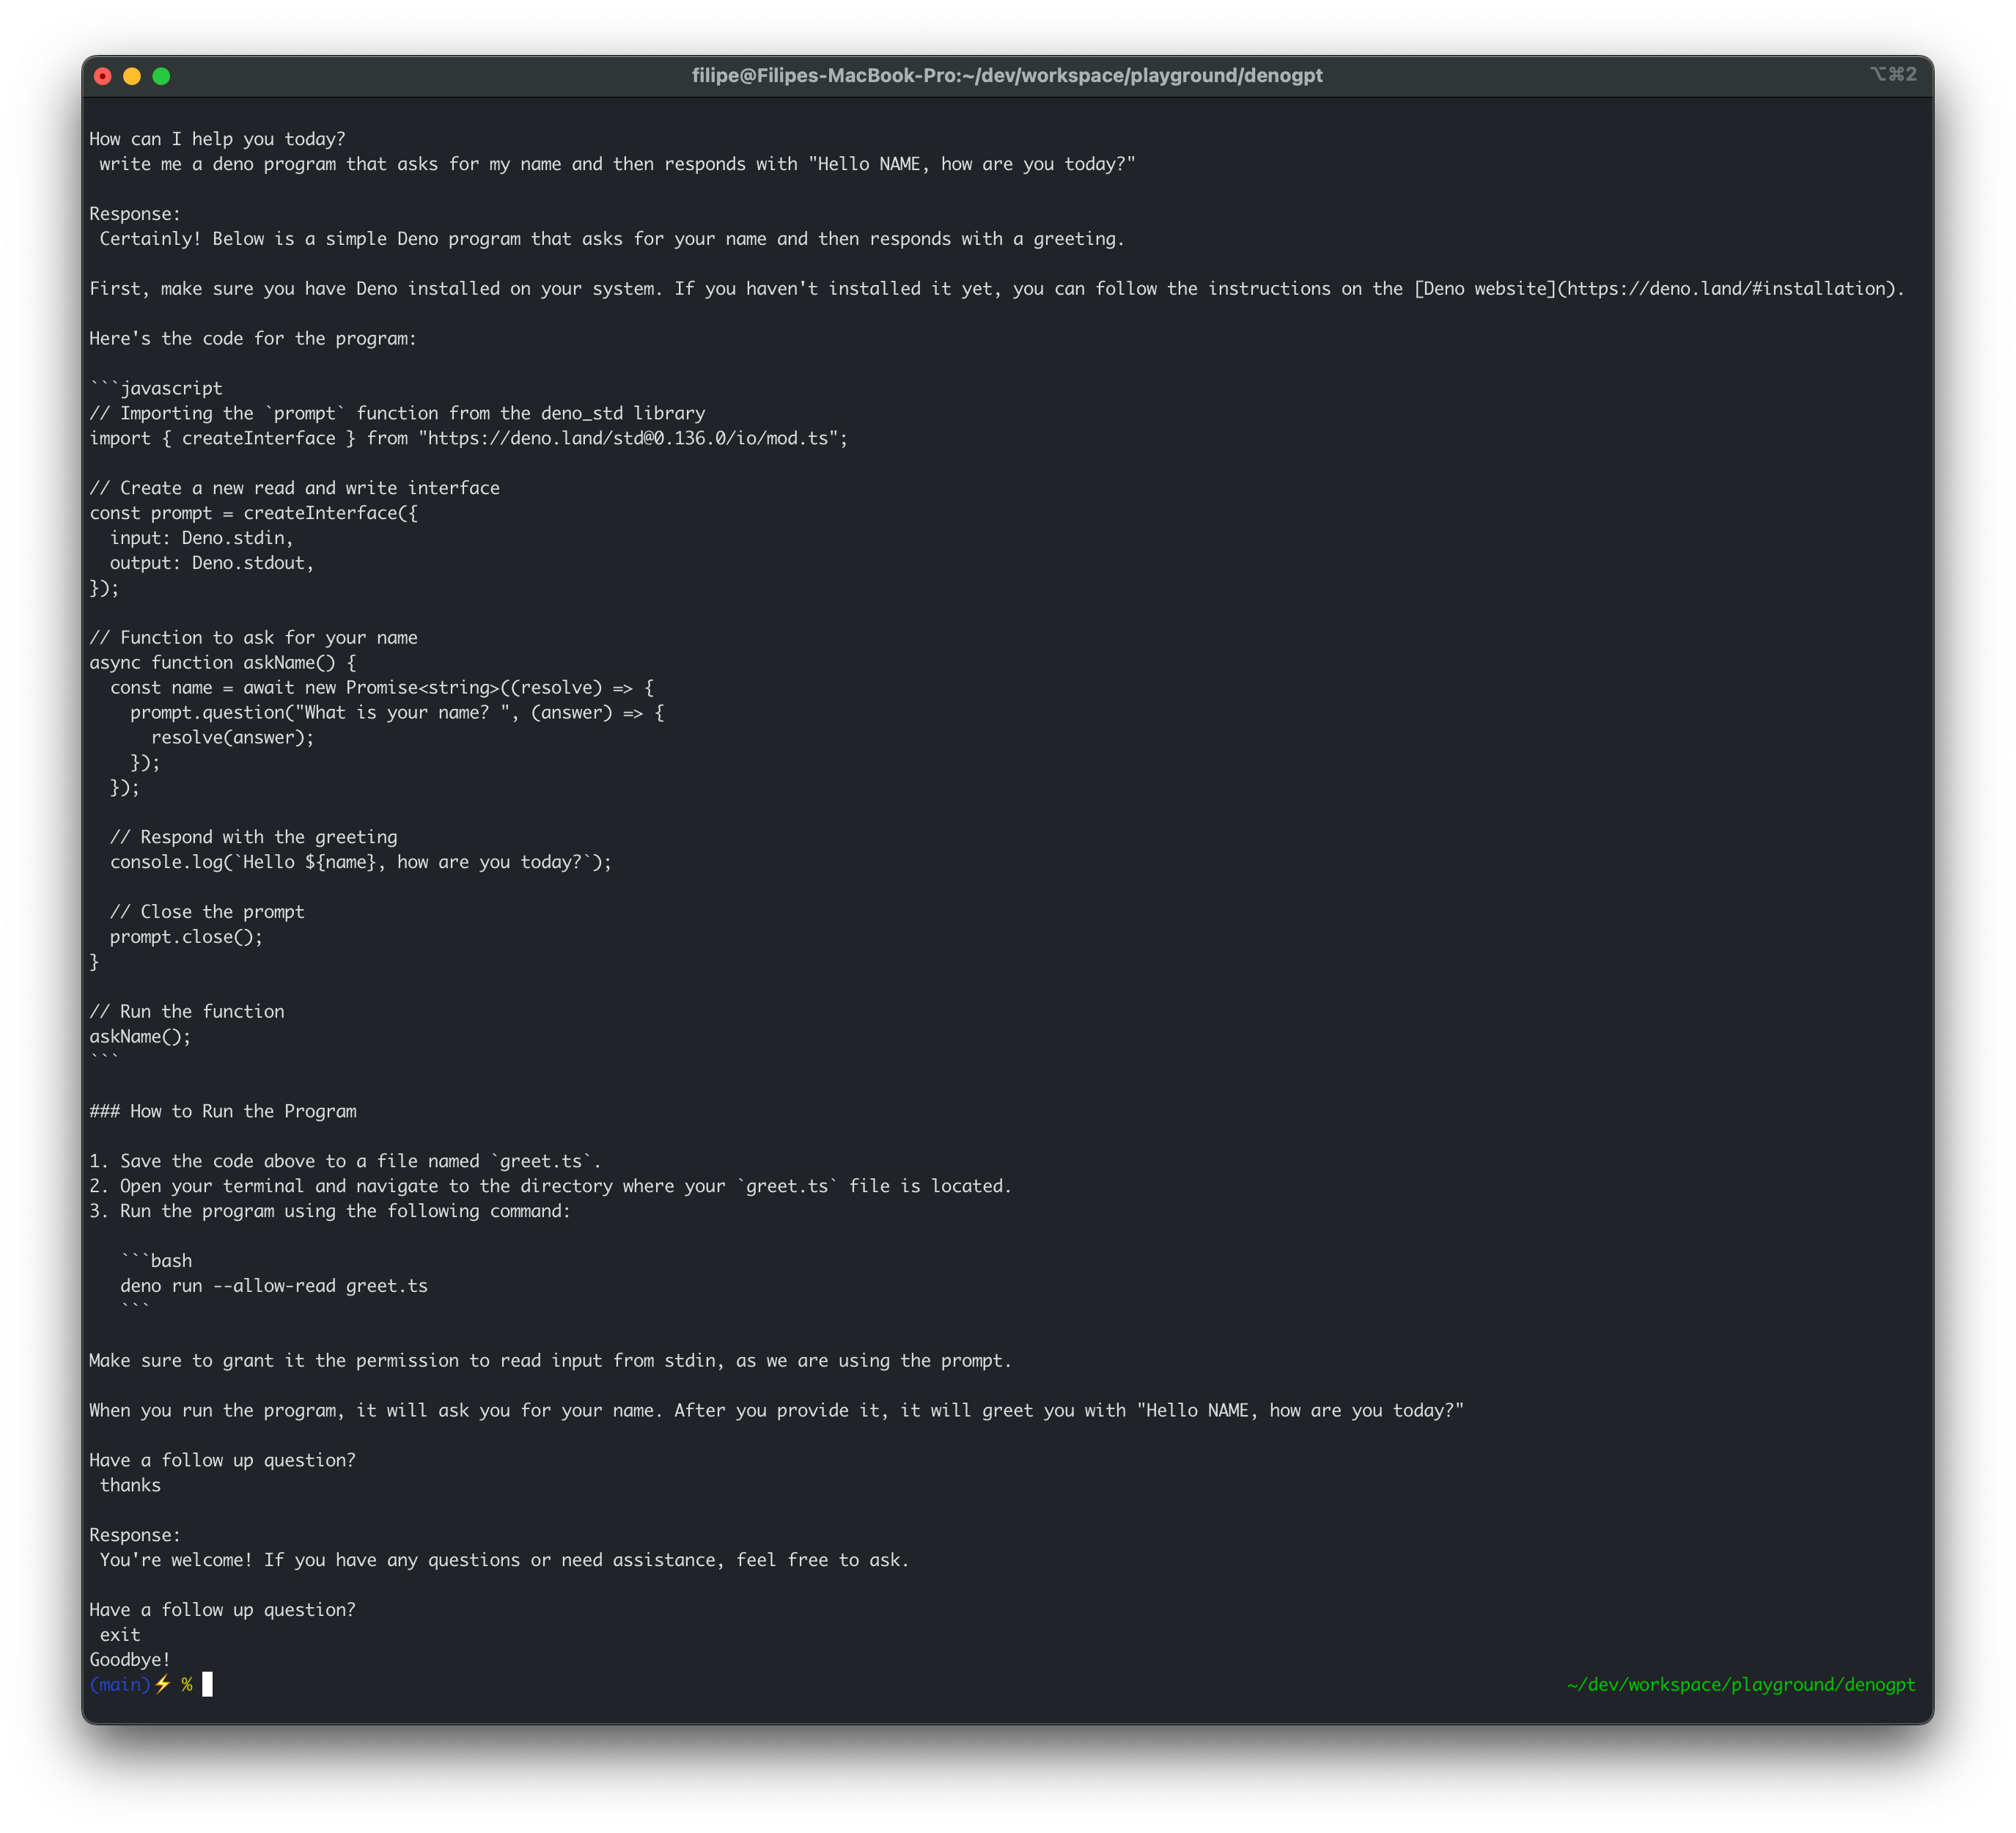 filipe@Filipes-MacBook-Pro:~/dev/workspace/playground/denogpt
⌥⌘2
How can I help you today?
 write me a deno program that asks for my name and then responds with "Hello NAME, how are you today?"

Response:
 Certainly! Below is a simple Deno program that asks for your name and then responds with a greeting.

First, make sure you have Deno installed on your system. If you haven't installed it yet, you can follow the instructions on the [Deno website](https://deno.land/#installation).

Here's the code for the program:

```javascript
// Importing the `prompt` function from the deno_std library
import { createInterface } from "https://deno.land/std@0.136.0/io/mod.ts";

// Create a new read and write interface
const prompt = createInterface({
  input: Deno.stdin,
  output: Deno.stdout,
});

// Function to ask for your name
async function askName() {
  const name = await new Promise<string>((resolve) => {
    prompt.question("What is your name? ", (answer) => {
      resolve(answer);
    });
  });

  // Respond with the greeting
  console.log(`Hello ${name}, how are you today?`);

  // Close the prompt
  prompt.close();
}

// Run the function
askName();
```

### How to Run the Program

1. Save the code above to a file named `greet.ts`.
2. Open your terminal and navigate to the directory where your `greet.ts` file is located.
3. Run the program using the following command:

   ```bash
   deno run --allow-read greet.ts
   ```

Make sure to grant it the permission to read input from stdin, as we are using the prompt.

When you run the program, it will ask you for your name. After you provide it, it will greet you with "Hello NAME, how are you today?"

Have a follow up question?
 thanks

Response:
 You're welcome! If you have any questions or need assistance, feel free to ask.

Have a follow up question?
 exit
Goodbye!
(main)⚡ % ~/dev/workspace/playground/denogpt